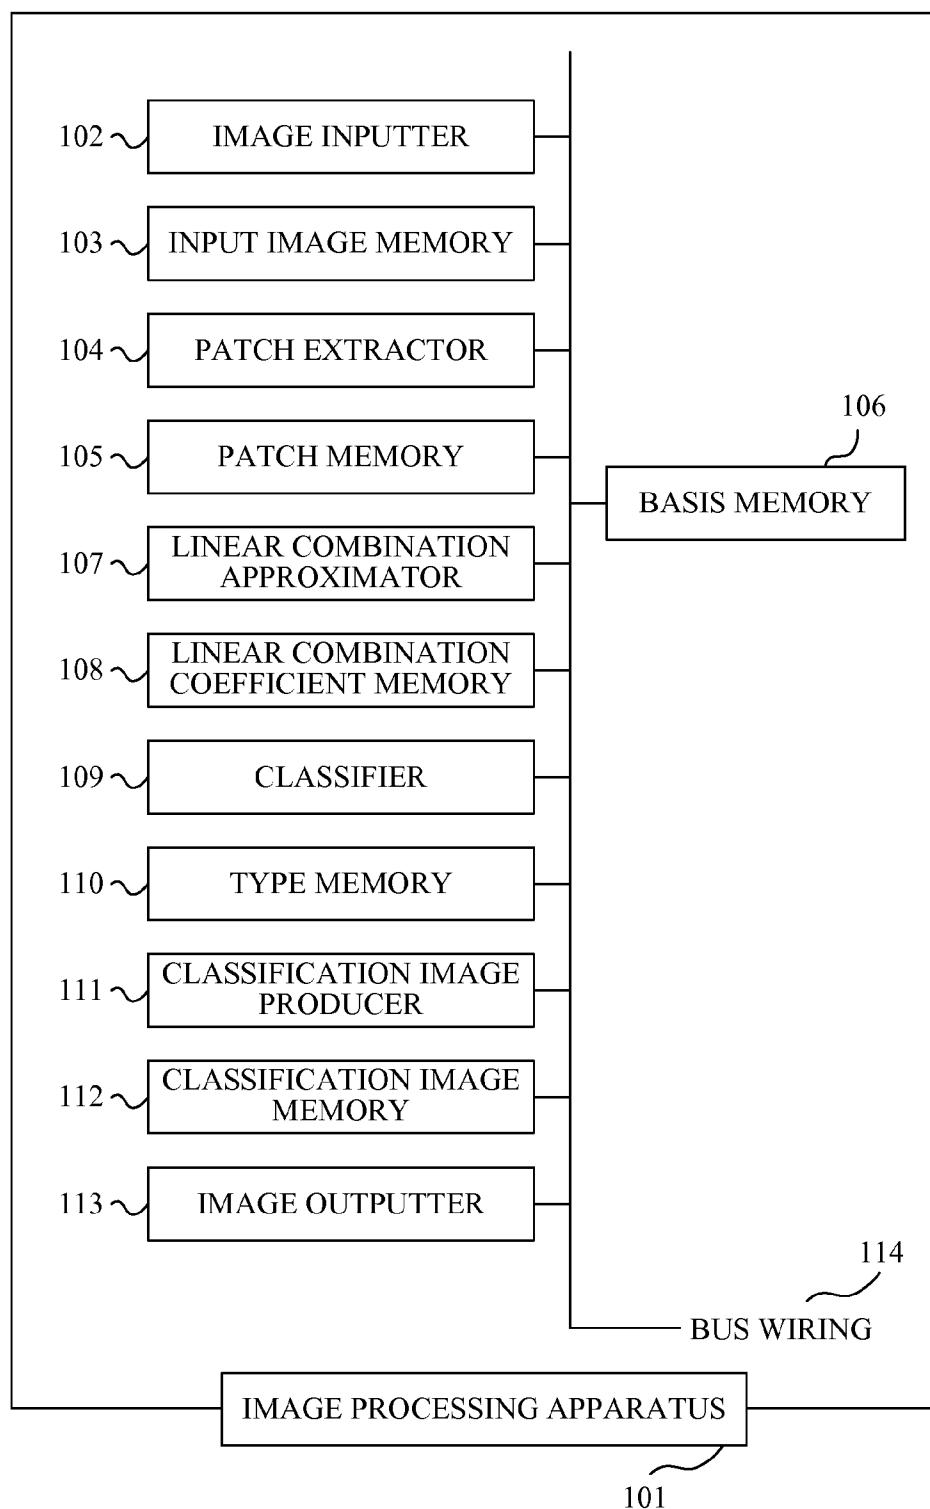 102 IMAGE INPUTTER
103 INPUT IMAGE MEMORY
104 PATCH EXTRACTOR
105 PATCH MEMORY
106
BASIS MEMORY
107 LINEAR COMBINATION
APPROXIMATOR
108 LINEAR COMBINATION
COEFFICIENT MEMORY
109 CLASSIFIER
110 TYPE MEMORY
111 CLASSIFICATION IMAGE
PRODUCER
112 CLASSIFICATION IMAGE
MEMORY
113 IMAGE OUTPUTTER
114
BUS WIRING
IMAGE PROCESSING APPARATUS
101